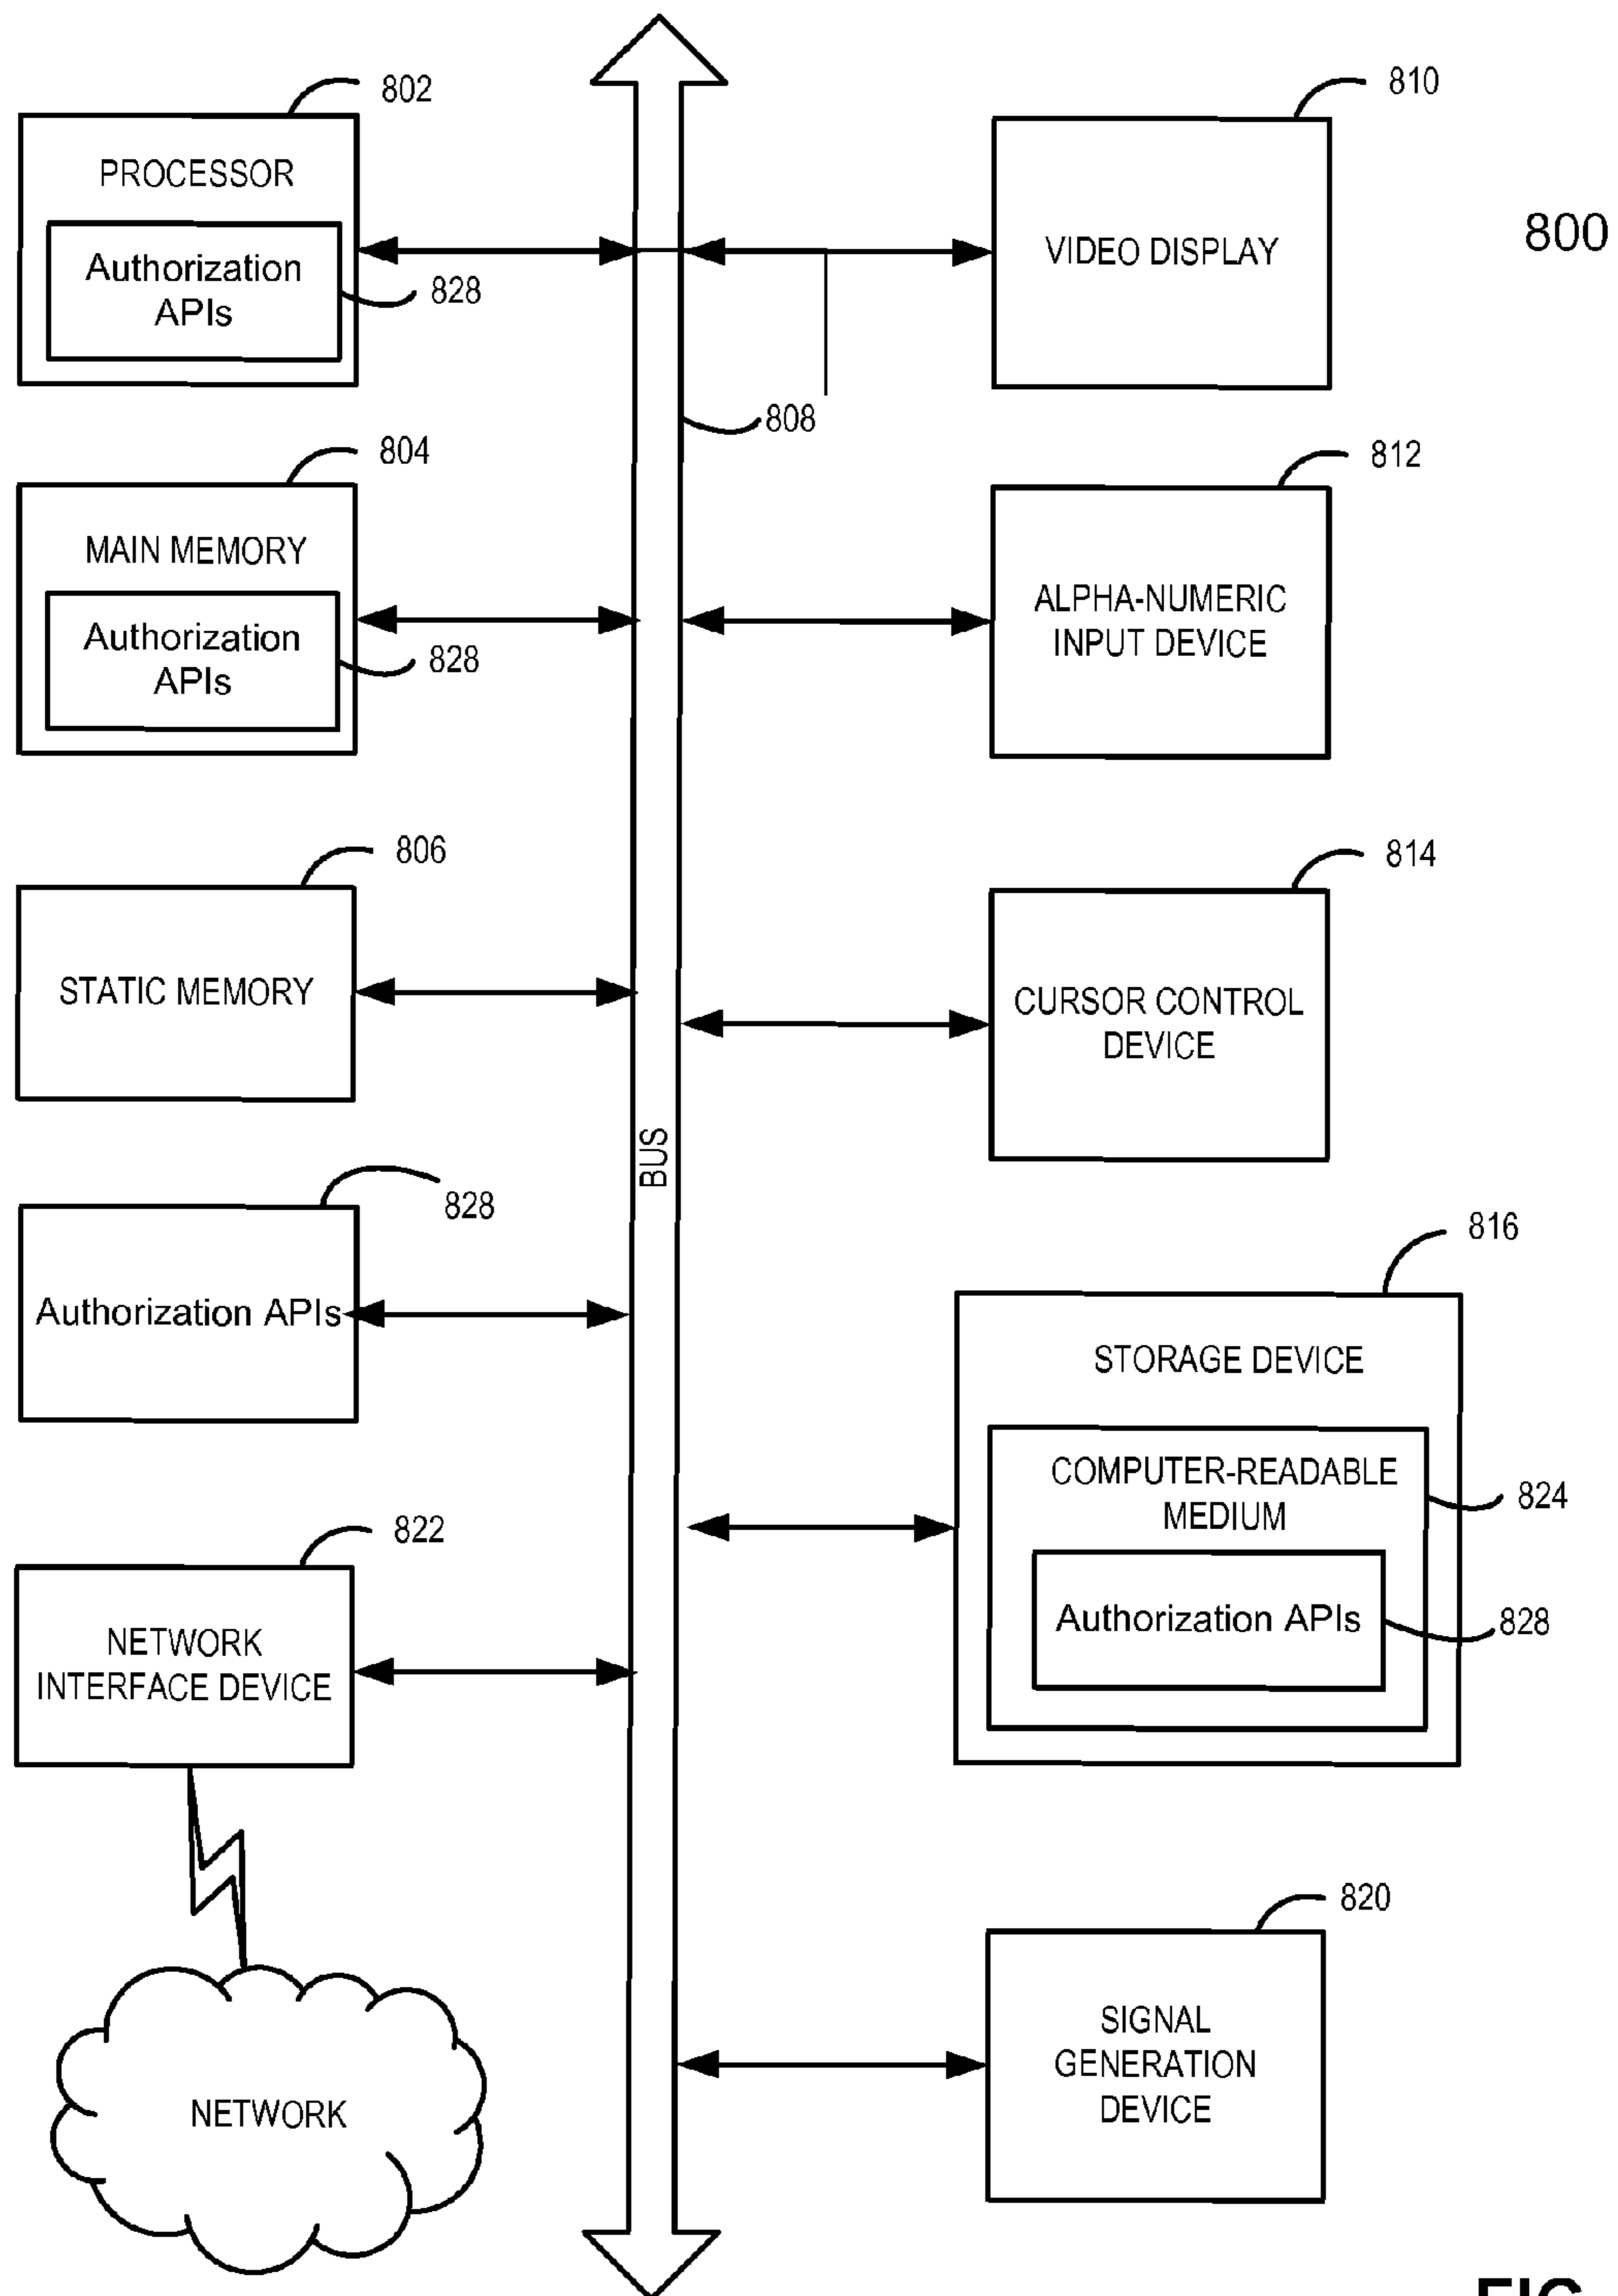 802
PROCESSOR
Authorization
APIs
828
810
VIDEO DISPLAY
800
808
804
MAIN MEMORY
Authorization
APIs
828
812
ALPHA-NUMERIC
INPUT DEVICE
806
STATIC MEMORY
814
CURSOR CONTROL
DEVICE
BUS
828
Authorization APIs
816
STORAGE DEVICE
COMPUTER-READABLE
MEDIUM
824
Authorization APIs
828
822
NETWORK
INTERFACE DEVICE
NETWORK
820
SIGNAL
GENERATION
DEVICE
FIG